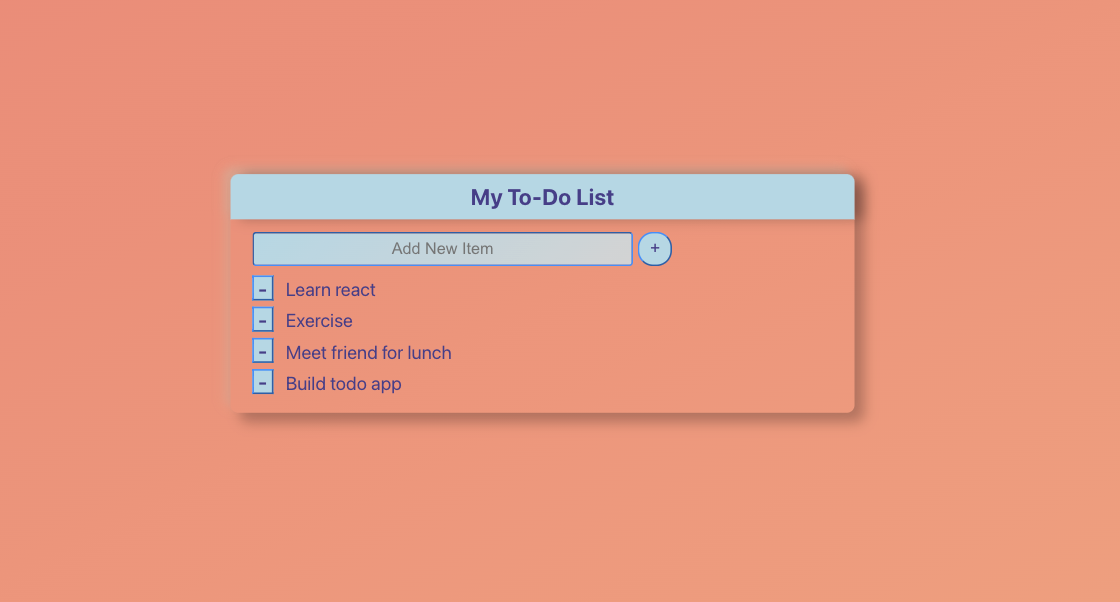 My To-Do List
Add New Item +
- Learn react
- Exercise
- Meet friend for lunch
- Build todo app